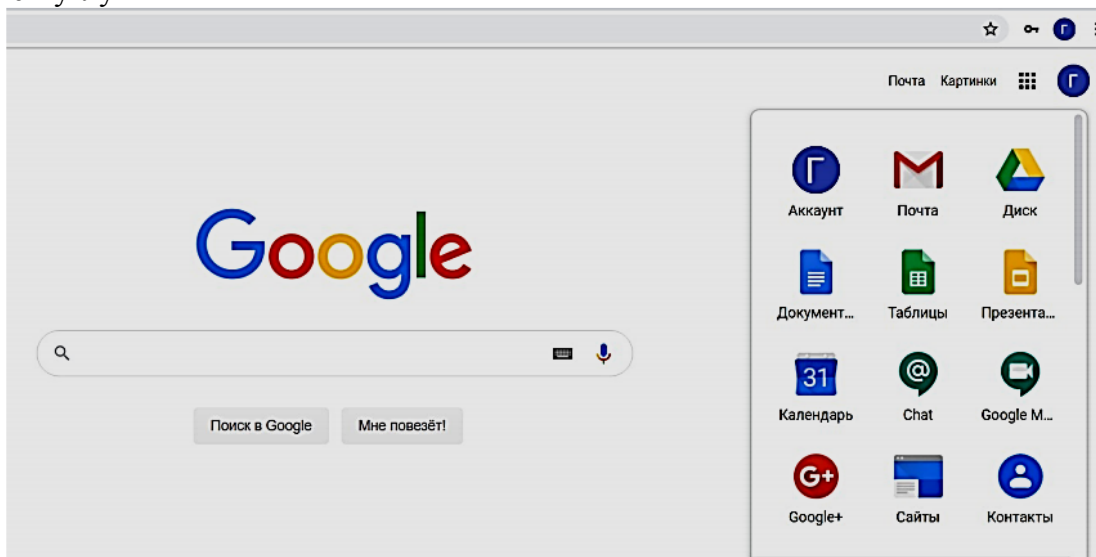 Г
Почта Картинки
Г
Г
Аккаунт Почта Диск
Google
Документ... Таблицы Презента...
31
@
Календарь Chat Google M...
Поиск в Google Мне повезёт!
G+
Google+ Сайты Контакты